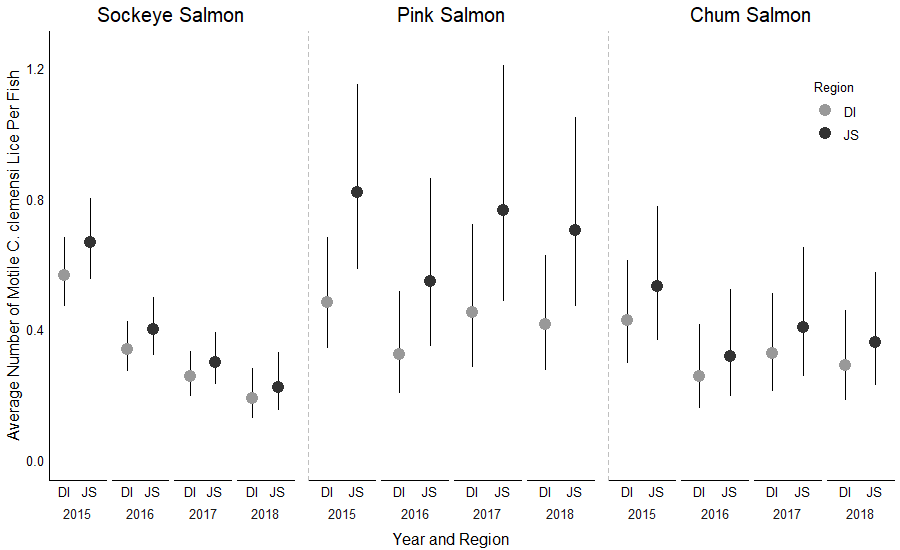 Sockeye Salmon Pink Salmon Chum Salmon
Average Number of Motile C. clemensi Lice Per Fish
1.2
0.8
0.4
0.0
Region
DI
JS
DI JS DI JS DI JS DI JS DI JS DI JS DI JS DI JS DI JS DI JS DI JS DI JS
2015 2016 2017 2018 2015 2016 2017 2018 2015 2016 2017 2018
Year and Region